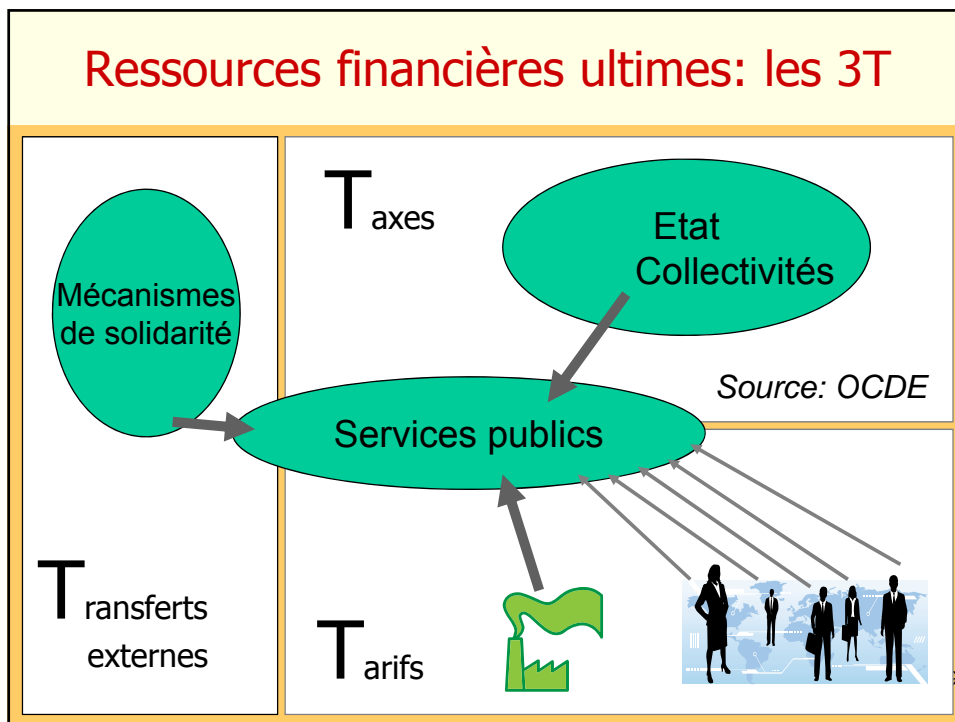 Ressources financières ultimes: les 3T
Taxes
Etat
Collectivités
Mécanismes
de solidarité
Source: OCDE
Services publics
Transferts
externes
Tarifs